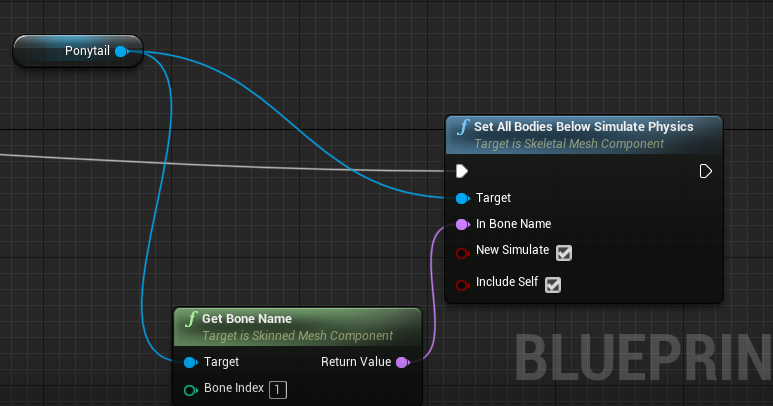 Ponytail
Set All Bodies Below Simulate Physics
Target is Skeletal Mesh Component
Target
In Bone Name
New Simulate
Include Self
Get Bone Name
Target is Skinned Mesh Component
Target Return Value
Bone Index 1
BLUEPRIN